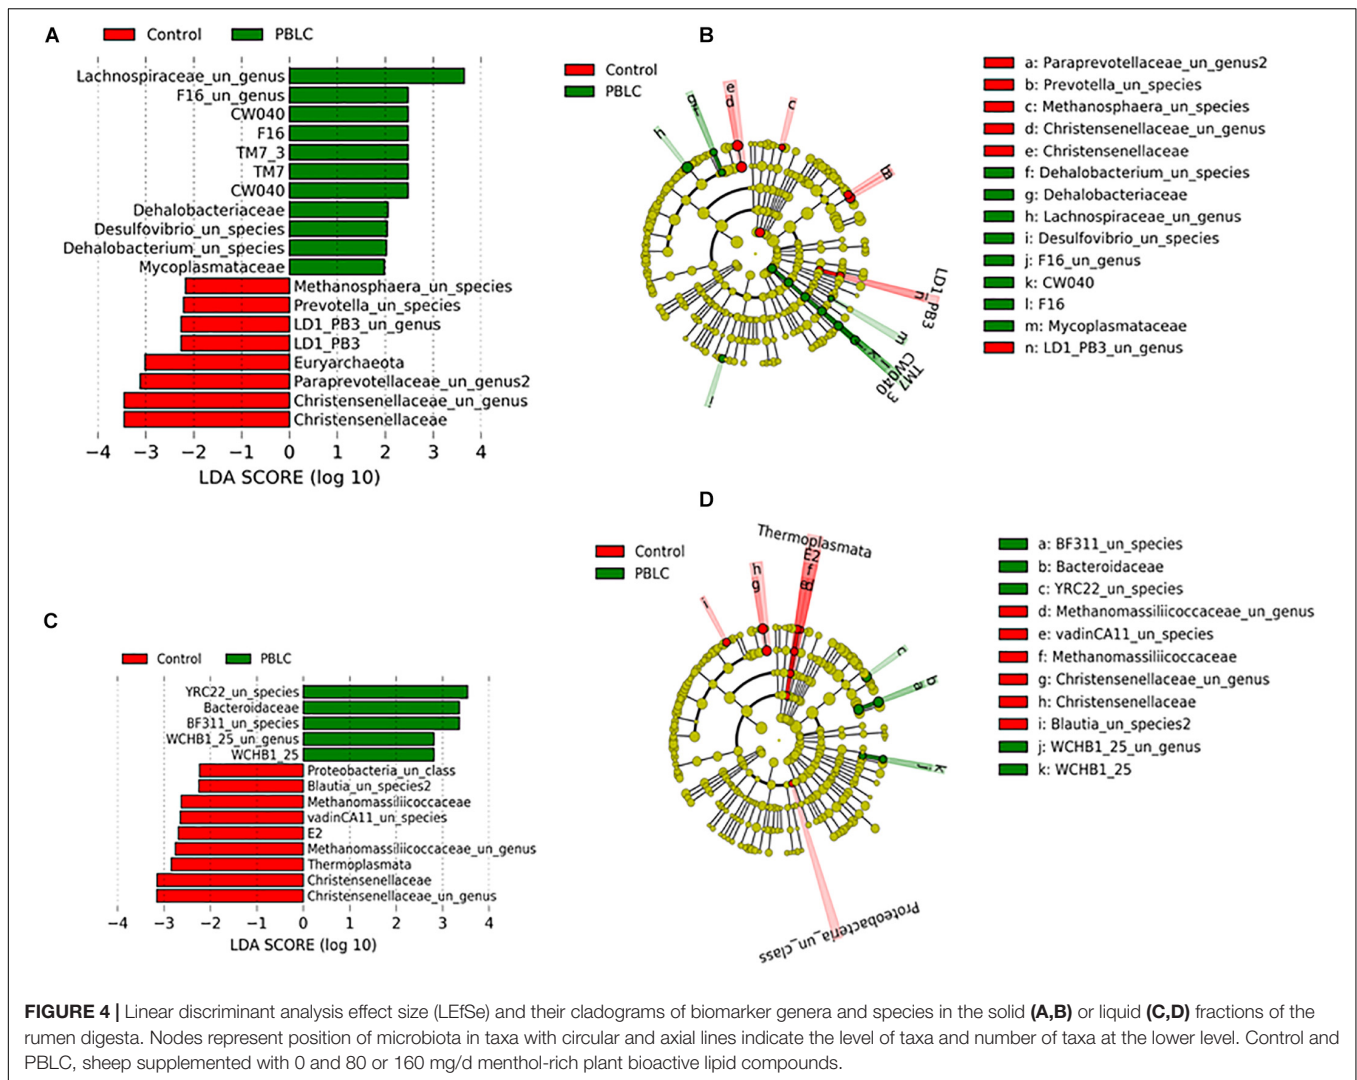 A
Control
PBLC
Lachnospiraceae_un_genus
F16_un_genus
CW040
F16
TM7_3
TM7
CW040
Dehalobacteriaceae
Desulfovibrio_un_species
Dehalobacterium_un_species
Mycoplasmataceae
Methanosphaera_un_species
Prevotella_un_species
LD1_PB3_un_genus
LD1_PB3
Euryarchaeota
Paraprevotellaceae_un_genus2
Christensenellaceae_un_genus
Christensenellaceae
−4 −3 −2 −1 0 1 2 3 4
LDA SCORE (log 10)
B
Control
PBLC
h
g
e
d
c
n
LD1_PB3
m
k
CW040
TM7_3
i
a: Paraprevotellaceae_un_genus2
b: Prevotella_un_species
c: Methanosphaera_un_species
d: Christensenellaceae_un_genus
e: Christensenellaceae
f: Dehalobacterium_un_species
g: Dehalobacteriaceae
h: Lachnospiraceae_un_genus
i: Desulfovibrio_un_species
j: F16_un_genus
k: CW040
l: F16
m: Mycoplasmataceae
n: LD1_PB3_un_genus
C
Control
PBLC
YRC22_un_species
Bacteroidaceae
BF311_un_species
WCHB1_25_un_genus
WCHB1_25
Proteobacteria_un_class
Blautia_un_species2
Methanomassiliicoccaceae
vadinCA11_un_species
E2
Methanomassiliicoccaceae_un_genus
Thermoplasmata
Christensenellaceae
Christensenellaceae_un_genus
−4 −3 −2 −1 0 1 2 3 4
LDA SCORE (log 10)
D
Control
PBLC
Thermoplasmata
E2
f
h
g
i
c
b
a
j
k
Proteobacteria_un_class
a: BF311_un_species
b: Bacteroidaceae
c: YRC22_un_species
d: Methanomassiliicoccaceae_un_genus
e: vadinCA11_un_species
f: Methanomassiliicoccaceae
g: Christensenellaceae_un_genus
h: Christensenellaceae
i: Blautia_un_species2
j: WCHB1_25_un_genus
k: WCHB1_25
FIGURE 4 | Linear discriminant analysis effect size (LEfSe) and their cladograms of biomarker genera and species in the solid (A,B) or liquid (C,D) fractions of the
rumen digesta. Nodes represent position of microbiota in taxa with circular and axial lines indicate the level of taxa and number of taxa at the lower level. Control and
PBLC, sheep supplemented with 0 and 80 or 160 mg/d menthol-rich plant bioactive lipid compounds.